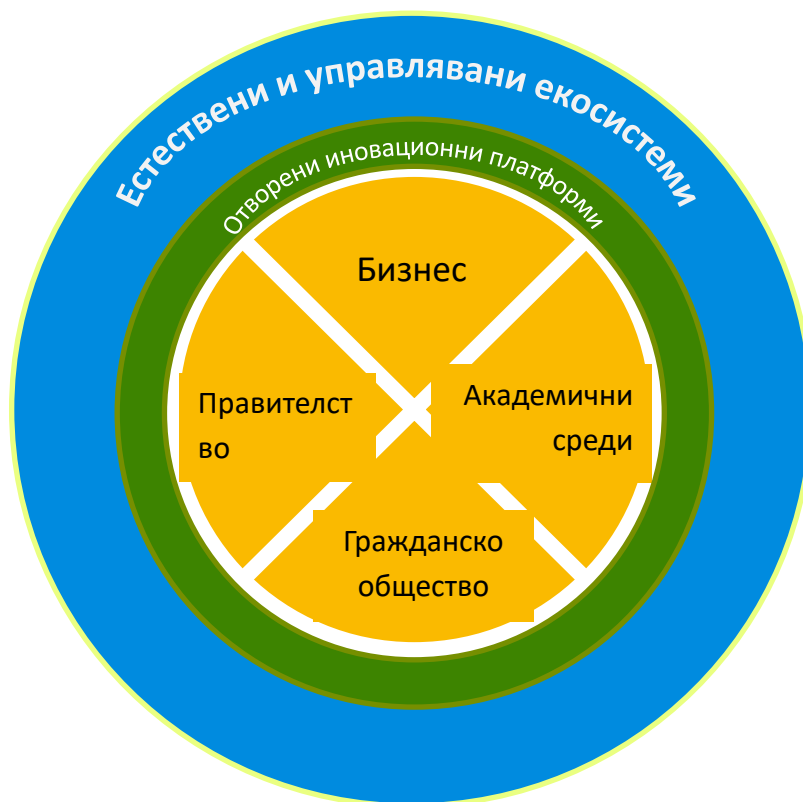 Естествени и управлявани екосистеми
Отворени иновационни платформи
Бизнес
Правителст
во
Академични
среди
Гражданско
общество